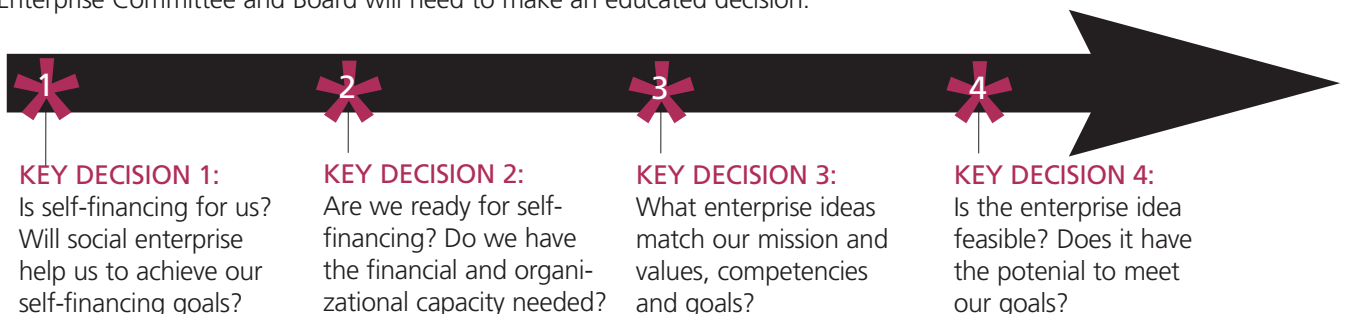 Enterprise Committee and Board will need to make an educated decision.
1 2 3 4
KEY DECISION 1:
Is self-financing for us?
Will social enterprise
help us to achieve our
self-financing goals?
KEY DECISION 2:
Are we ready for self-
financing? Do we have
the financial and organi-
zational capacity needed?
KEY DECISION 3:
What enterprise ideas
match our mission and
values, competencies
and goals?
KEY DECISION 4:
Is the enterprise idea
feasible? Does it have
the potenial to meet
our goals?